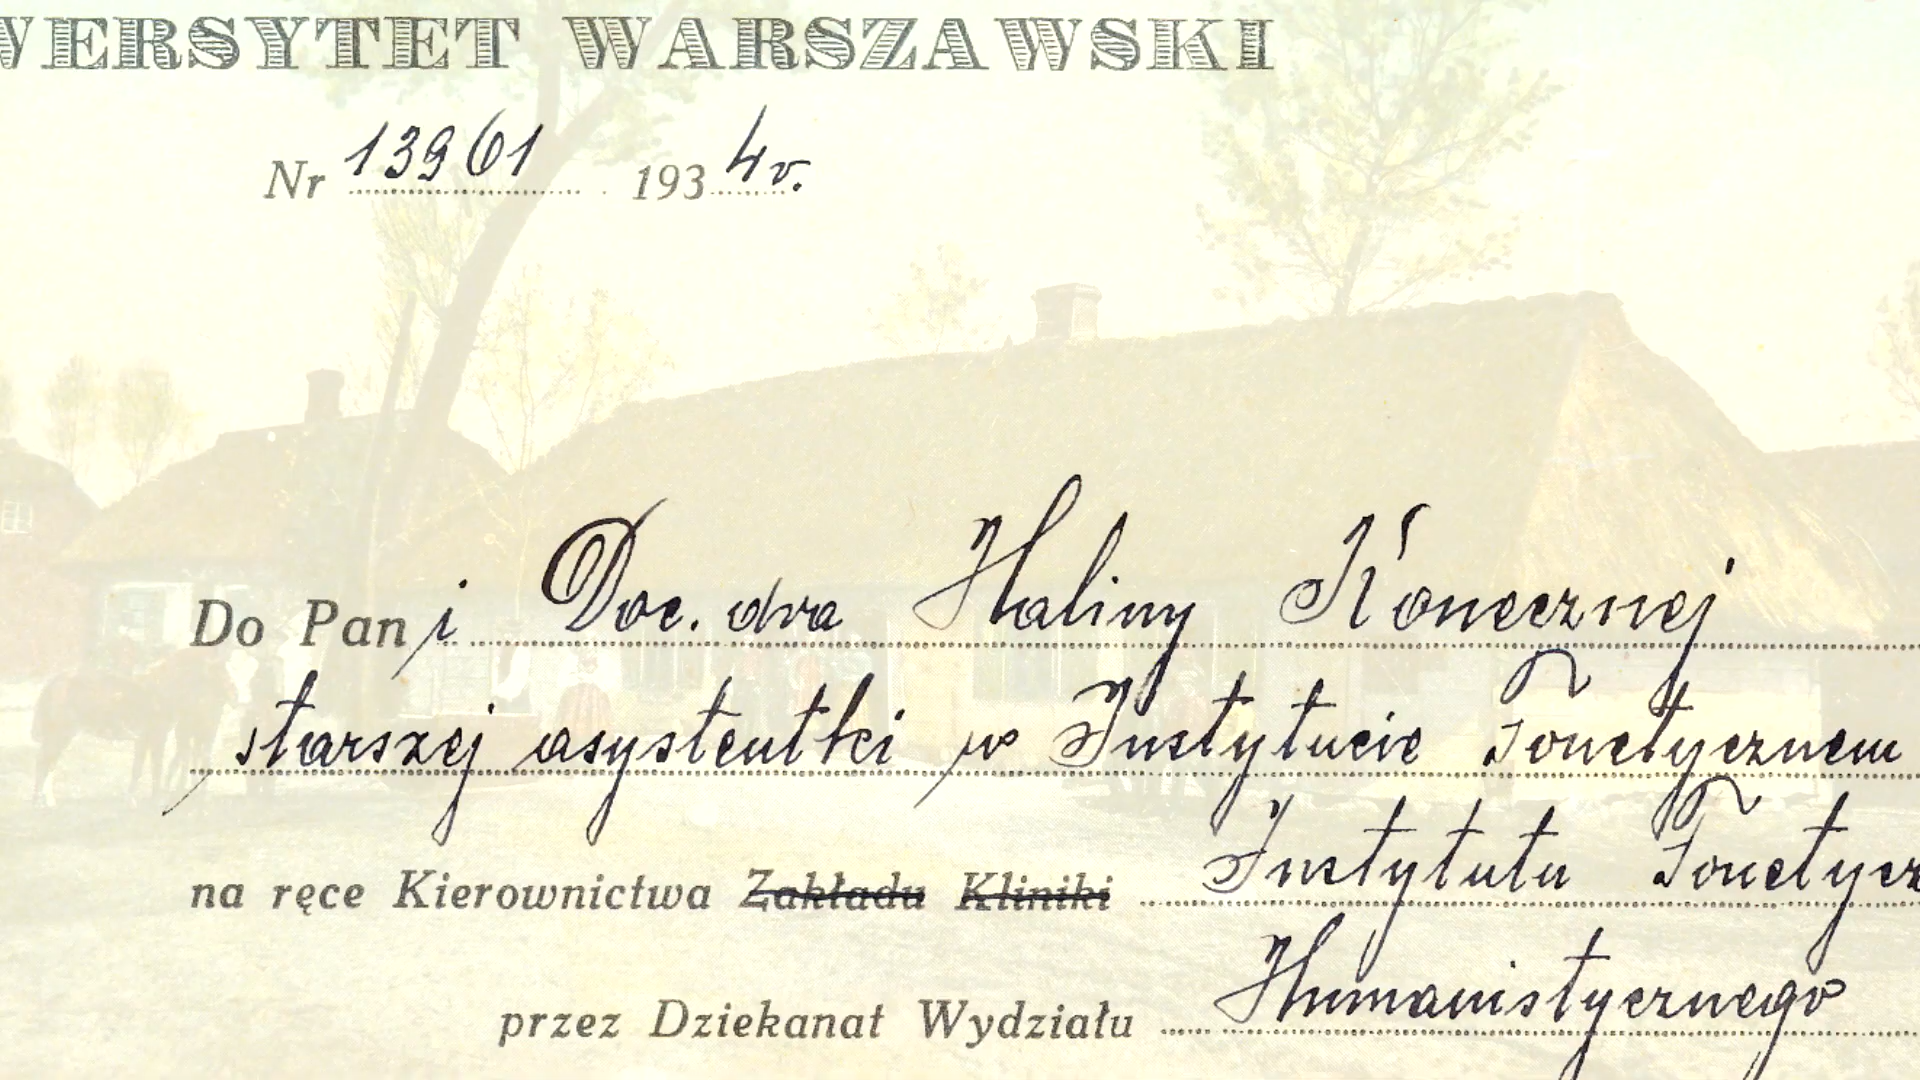 WERSYTET WARSZAWSKI
Nr 13961 1934 r.
Do Pani Doc. dra Haliny Konecznej
starszej asystentki w Instytucie Fonetycznem
na ręce Kierownictwa Zakładu Kliniki Instytutu Fonetycz
przez Dziekanat Wydziału Humanistycznego